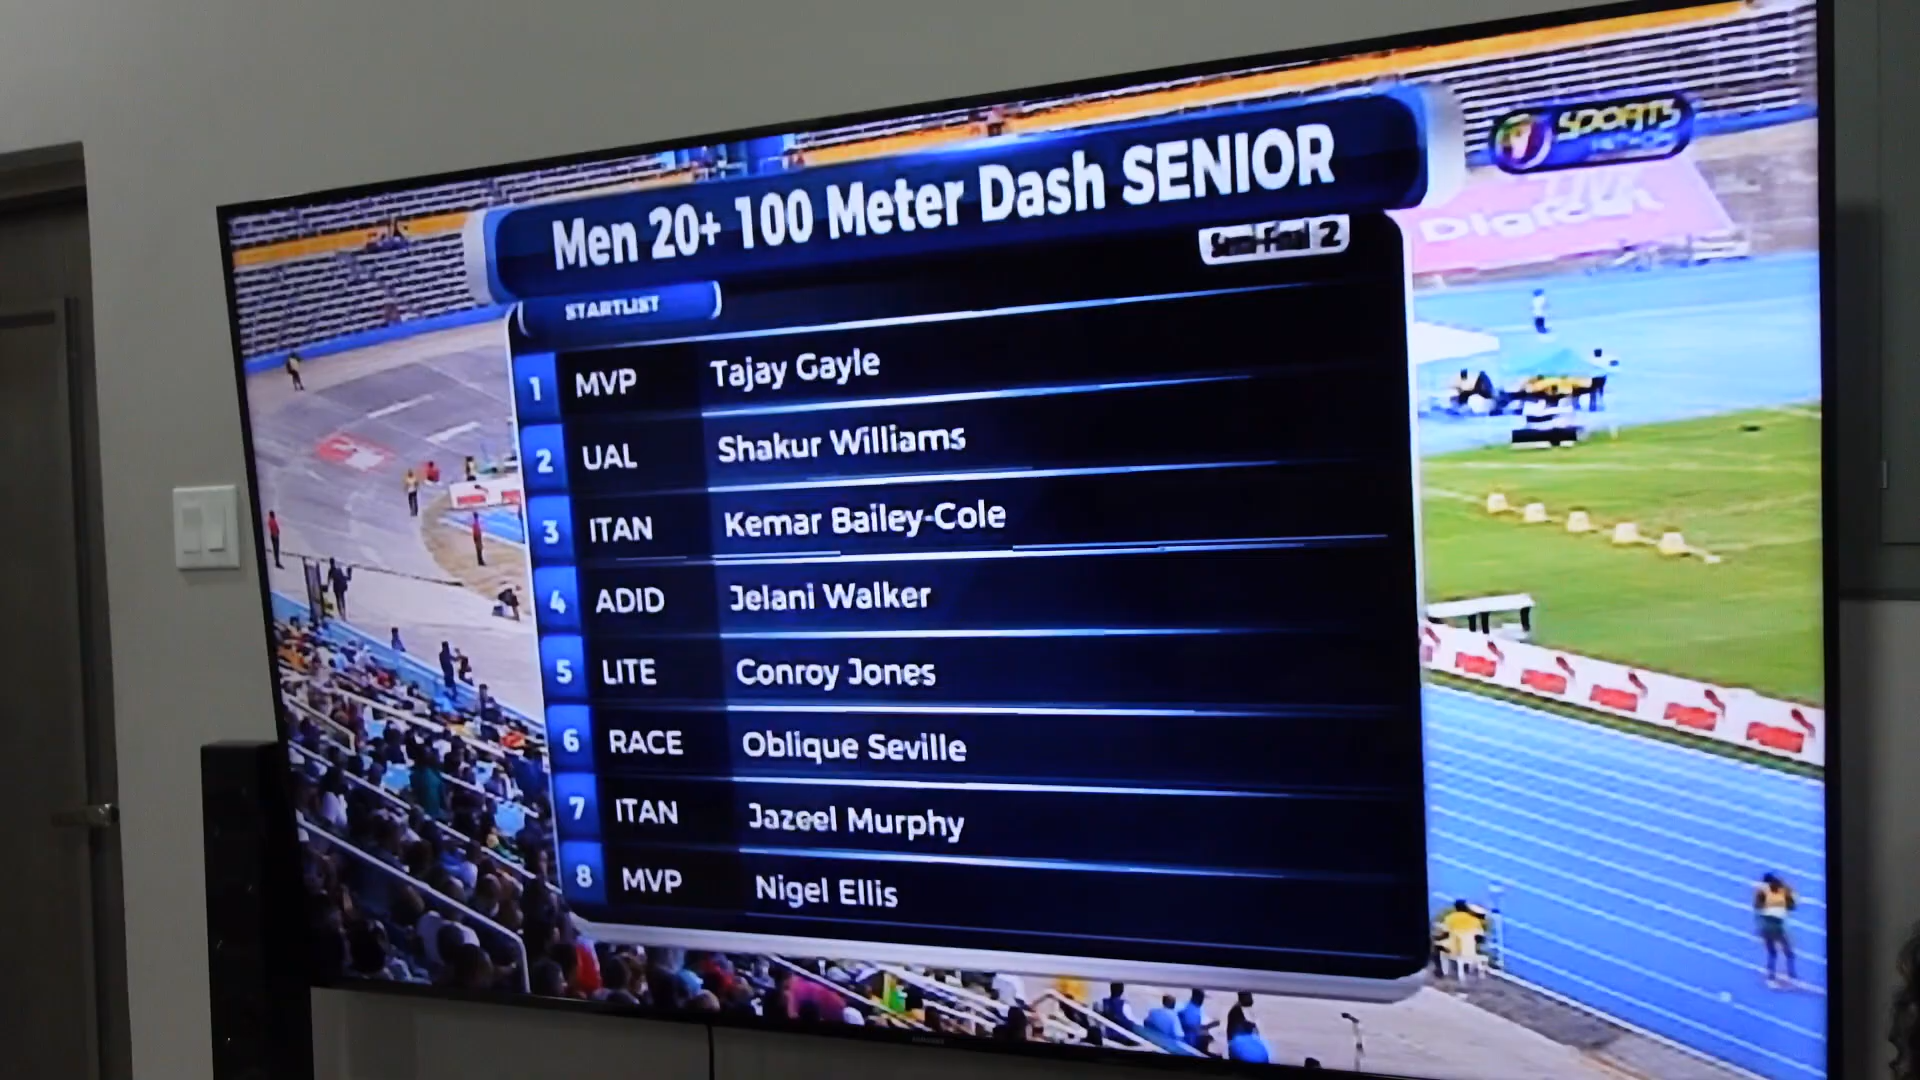 Men 20+ 100 Meter Dash SENIOR
Semi-Final 2
STARTLIST
1 MVP Tajay Gayle
2 UAL Shakur Williams
3 ITAN Kemar Bailey-Cole
4 ADID Jelani Walker
5 LITE Conroy Jones
6 RACE Oblique Seville
7 ITAN Jazeel Murphy
8 MVP Nigel Ellis
SPORTS
Digicel
SAMSUNG